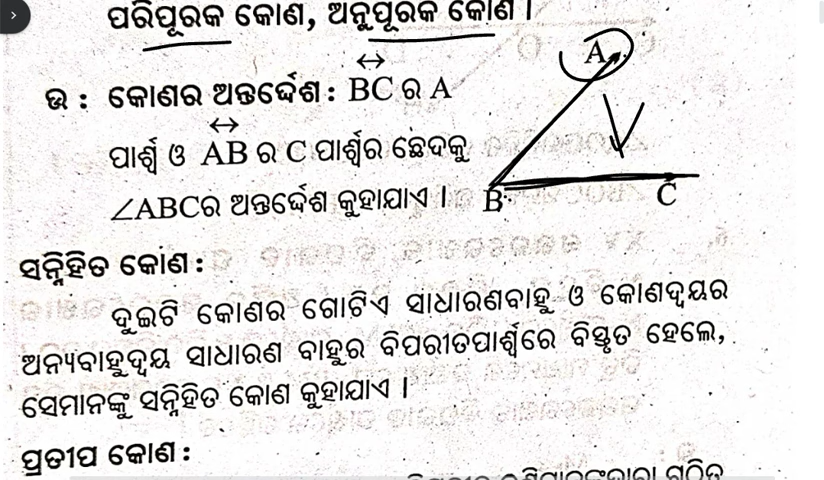 ପରିପୂରକ କୋଣ, ଅନୁପୂରକ କୋଣ ।
ଉ : କୋଣର ଅନ୍ତର୍ଦ୍ଦେଶ : BC ର A
ପାର୍ଶ୍ୱ ଓ AB ର C ପାର୍ଶ୍ୱର ଛେଦକୁ
∠ABCର ଅନ୍ତର୍ଦ୍ଦେଶ କୁହାଯାଏ ।
A
B
C
ସନ୍ନିହିତ କୋଣ :
ଦୁଇଟି କୋଣର ଗୋଟିଏ ସାଧାରଣବାହୁ ଓ କୋଣଦ୍ୱୟର
ଅନ୍ୟବାହୁଦ୍ୱୟ ସାଧାରଣ ବାହୁର ବିପରୀତପାର୍ଶ୍ୱରେ ବିସ୍ତୃତ ହେଲେ,
ସେମାନଙ୍କୁ ସନ୍ନିହିତ କୋଣ କୁହାଯାଏ ।
ପ୍ରତୀପ କୋଣ :